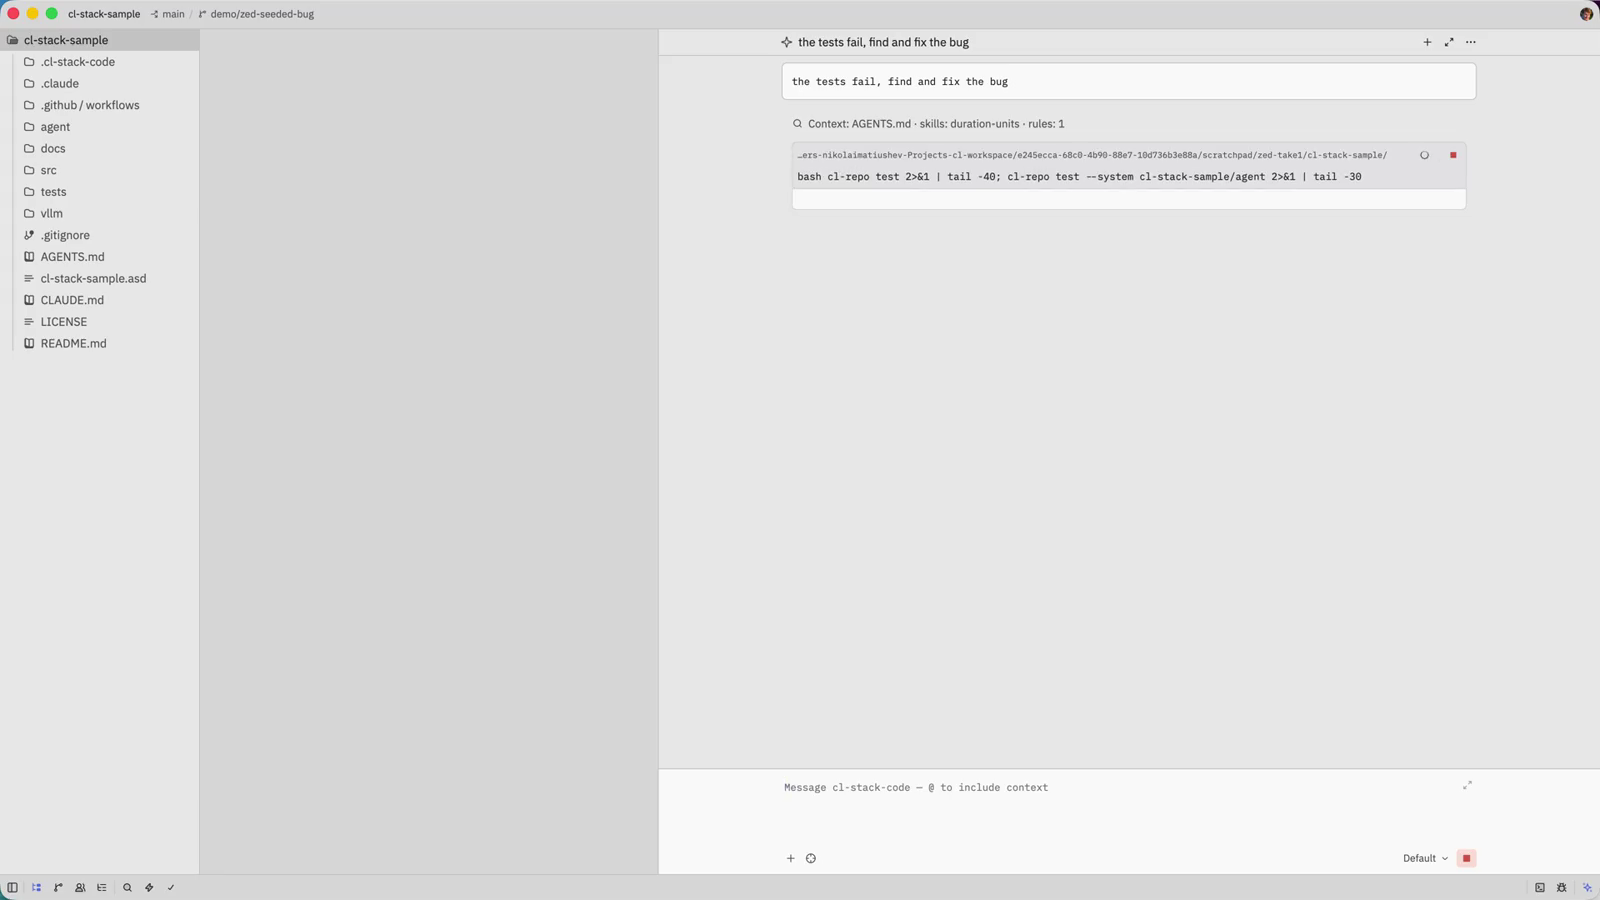 cl-stack-sample main / demo/zed-seeded-bug
cl-stack-sample
.cl-stack-code
.claude
.github / workflows
agent
docs
src
tests
vllm
.gitignore
AGENTS.md
cl-stack-sample.asd
CLAUDE.md
LICENSE
README.md
the tests fail, find and fix the bug
the tests fail, find and fix the bug
Context: AGENTS.md · skills: duration-units · rules: 1
…ers-nikolaimatiushev-Projects-cl-workspace/e245ecca-68c0-4b90-88e7-10d736b3e88a/scratchpad/zed-take1/cl-stack-sample/
bash cl-repo test 2>&1 | tail -40; cl-repo test --system cl-stack-sample/agent 2>&1 | tail -30
Message cl-stack-code — @ to include context
Default